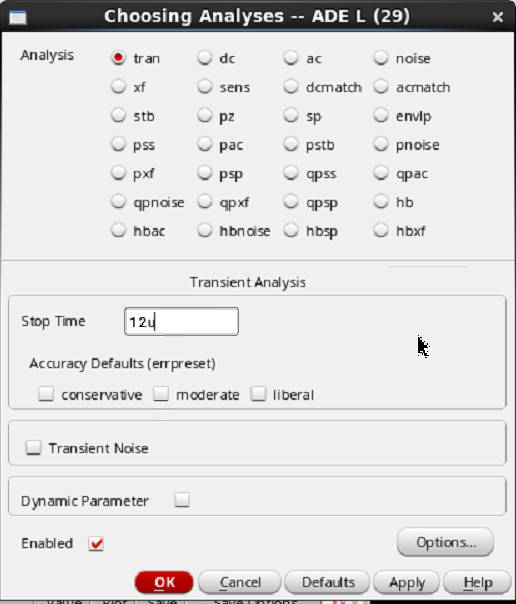 Choosing Analyses -- ADE L (29)
Analysis tran dc ac noise
xf sens dcmatch acmatch
stb pz sp envlp
pss pac pstb pnoise
pxf psp qpss qpac
qpnoise qpxf qpsp hb
hbac hbnoise hbsp hbxf
Transient Analysis
Stop Time 12u
Accuracy Defaults (errpreset)
conservative moderate liberal
Transient Noise
Dynamic Parameter
Enabled Options...
OK Cancel Defaults Apply Help